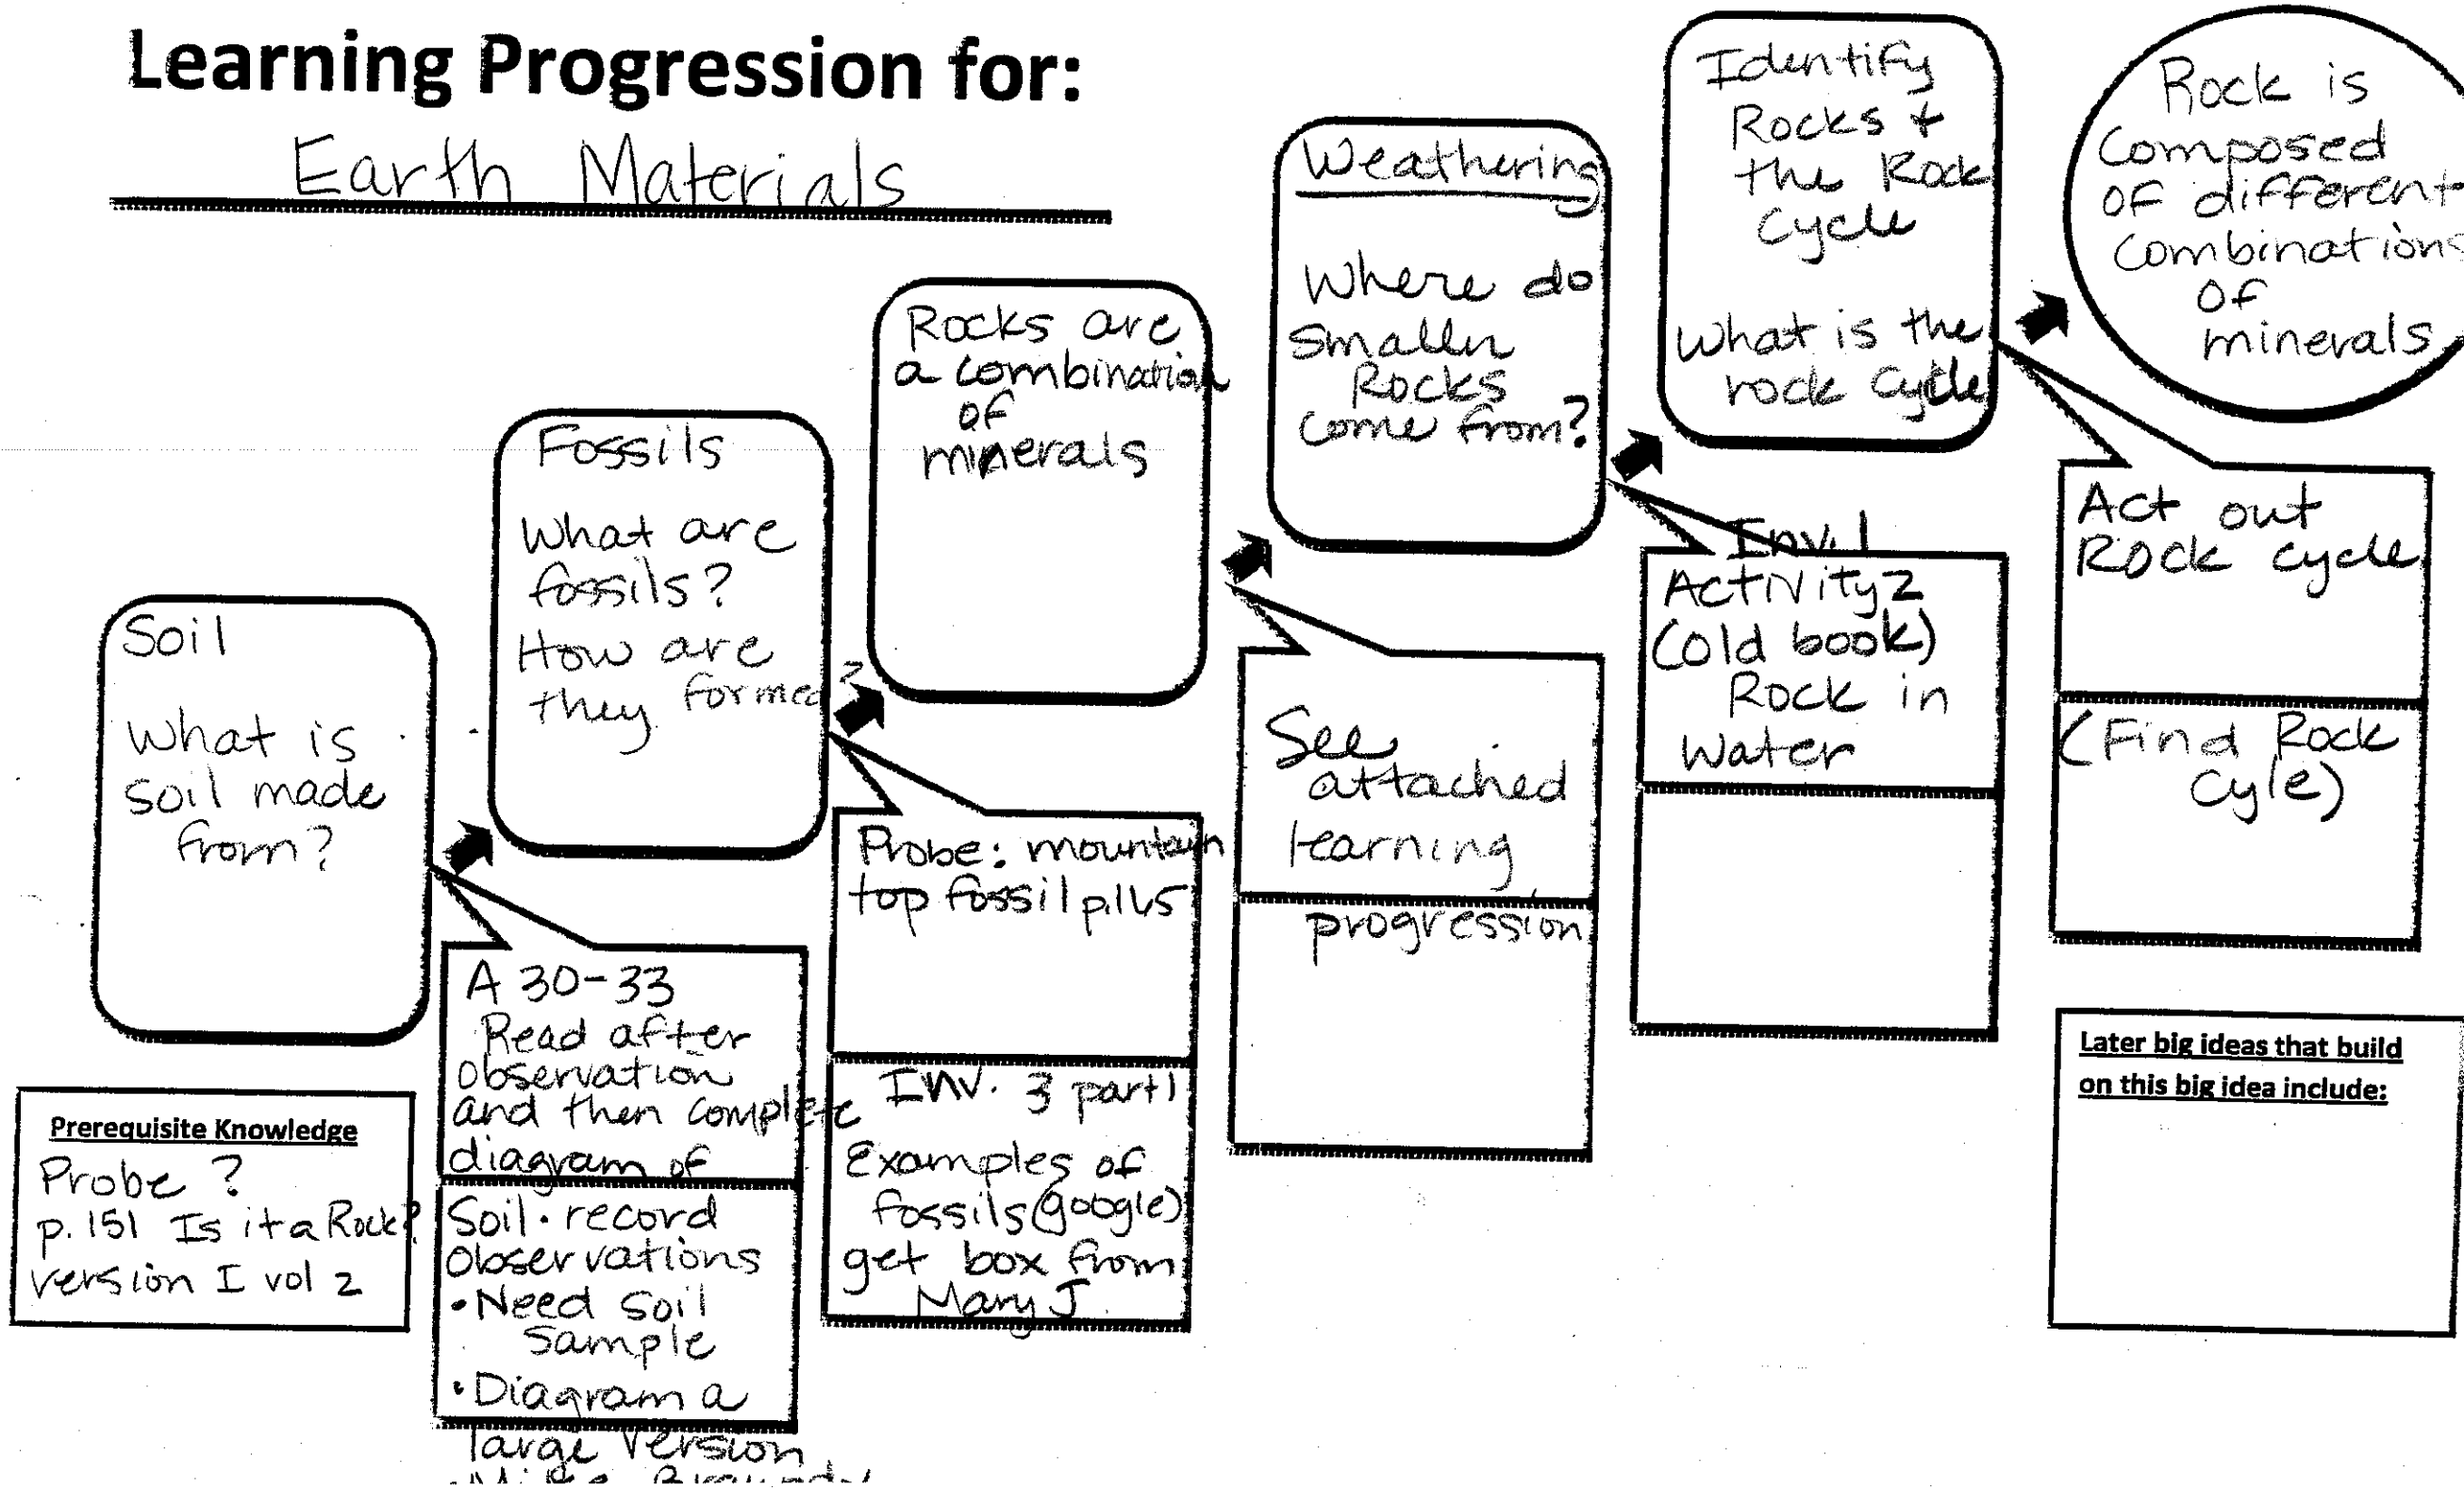 Learning Progression for:
Earth Materials
Soil
What is
soil made
from?
Prerequisite Knowledge
Probe ?
p. 151 Is it a Rock?
version I vol 2
A 30-33
Read after
observation
and then complete
diagram of
Soil. record
observations
• Need soil
sample
• Diagram a
large version
Fossils
What are
fossils?
How are
they formed?
Probe: mountain
top fossil p.165
Inv. 3 part 1
Examples of
fossils (google)
get box from
Mary J
Rocks are
a combination
of
minerals
See
attached
learning
progression
Weathering
Where do
smaller
Rocks
come from?
Inv. 1
Activity 2
(old book)
Rock in
Water
Identify
Rocks +
the Rock
Cycle
What is the
rock cycle
Act out
Rock cycle
(Find Rock
Cyle)
Rock is
composed
of different
combinations
of
minerals
Later big ideas that build
on this big idea include: